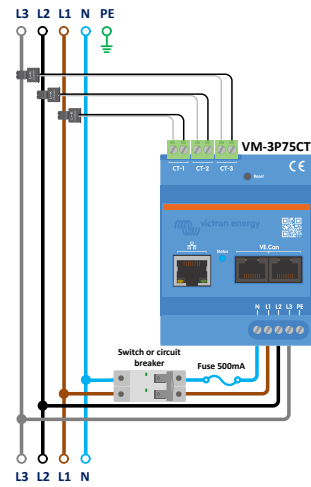 L3 L2 L1 N PE
VM-3P75CT
CT-1 CT-2 CT-3
Reset
CE
victron energy
Status
VE.Can
N L1 L2 L3 PE
Switch or circuit
breaker
Fuse 500mA
L3 L2 L1 N